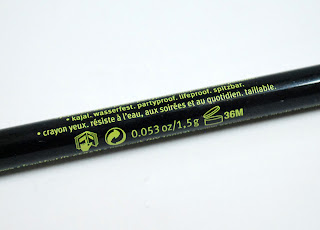 • kajal. wasserfest. partyproof. lifeproof. spitzbar.
• crayon yeux. résiste à l'eau, aux soirées et au quotidien. taillable.
0.053 oz/1.5 g 36M